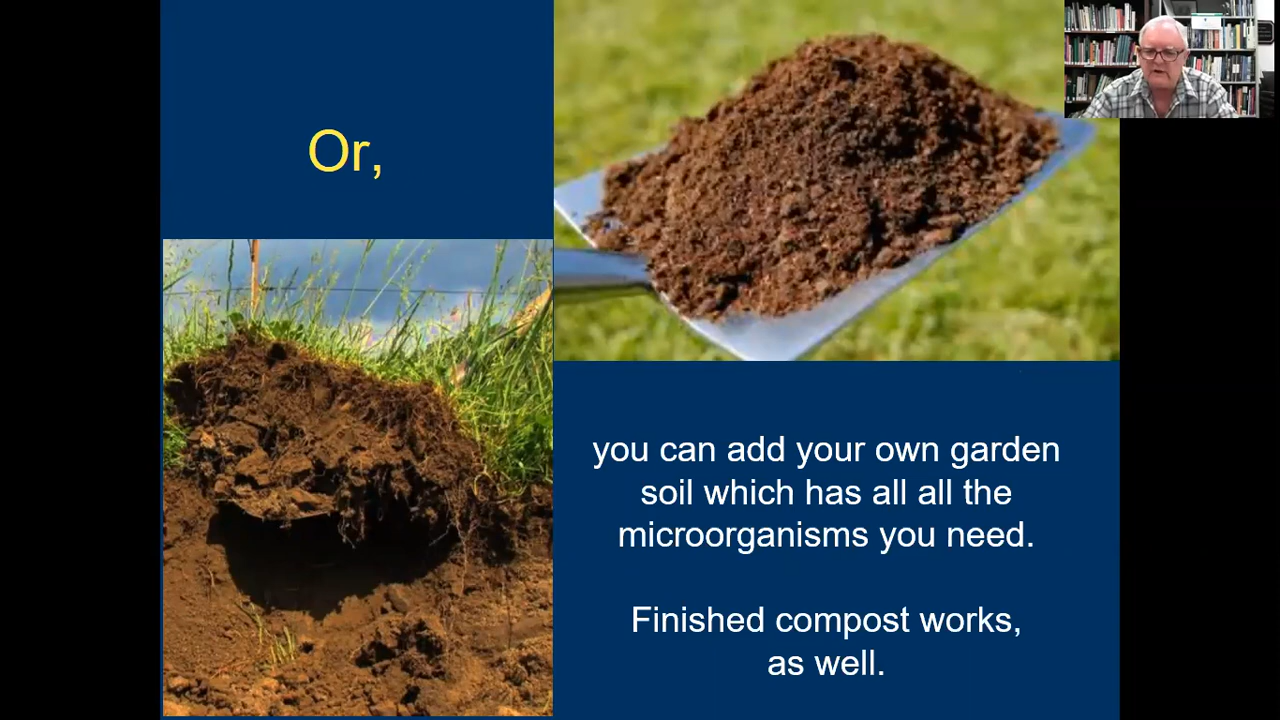 Or,
you can add your own garden
soil which has all all the
microorganisms you need.
Finished compost works,
as well.